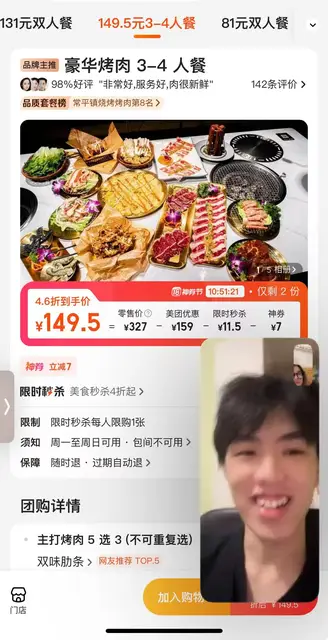 131元双人餐 149.5元3-4人餐 81元双人餐
品牌主推 豪华烤肉 3-4 人餐
98%好评 “非常好,服务好,肉很新鲜” 142条评价
品质套餐榜 常平镇烧烤烤肉第8名
1/5 相册
4.6折到手价 神券节 10:51:21 · 仅剩 2 份
¥149.5 = 零售价 ¥327 - 美团优惠 ¥159 - 限时秒杀 ¥11.5 - 神券 ¥7
神券 立减7
限时秒杀 美食秒杀4折起
限制 限时秒杀每人限购1张
须知 周一至周日可用 · 包间不可用
保障 随时退 · 过期自动退
团购详情
主打烤肉 5 选 3 (不可重复选)
双味肋条 网友推荐 TOP.5
门店
加入购物
折后 ¥149.5